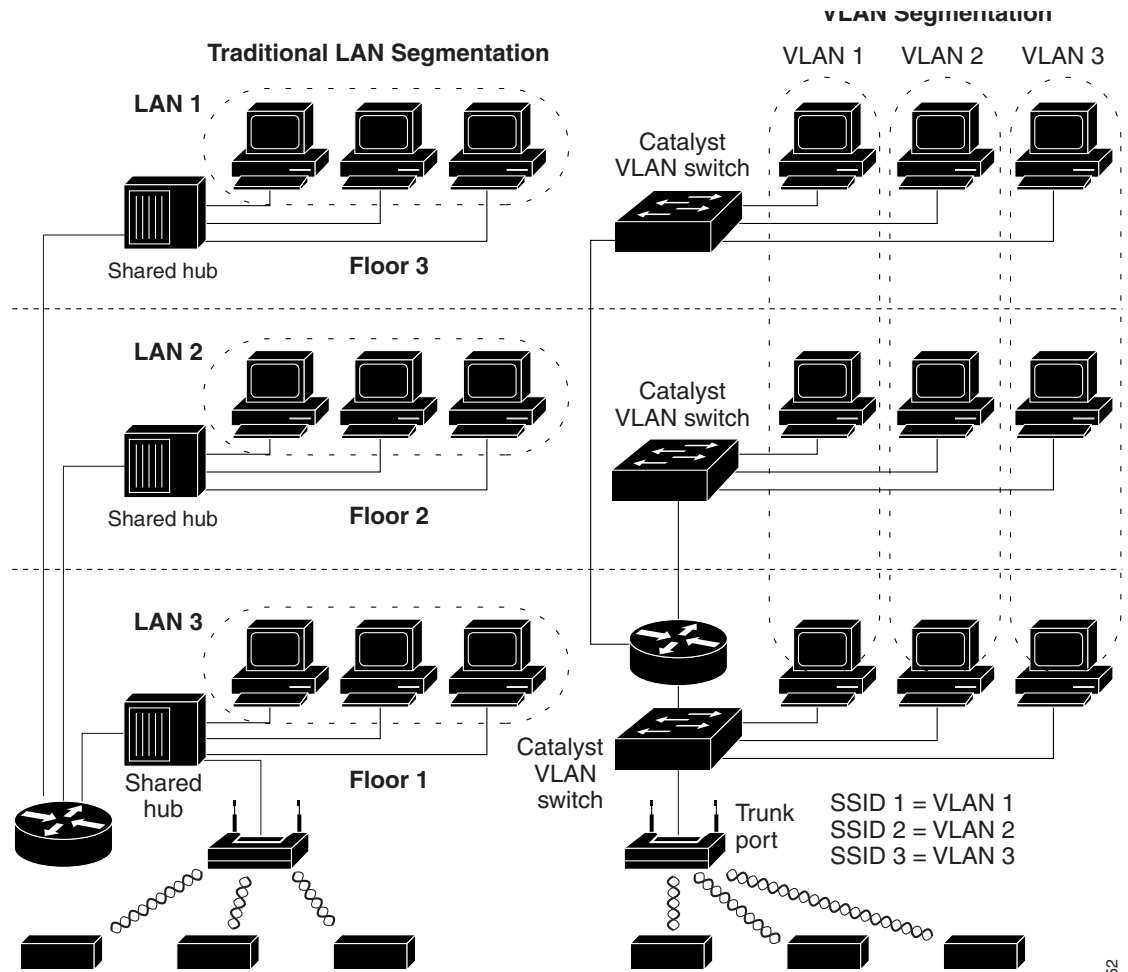 VLAN Segmentation
Traditional LAN Segmentation
VLAN 1
VLAN 2
VLAN 3
LAN 1
Catalyst
VLAN switch
Shared hub
Floor 3
LAN 2
Catalyst
VLAN switch
Shared hub
Floor 2
LAN 3
Catalyst
VLAN
switch
Shared
hub
Floor 1
Trunk
port
SSID 1 = VLAN 1
SSID 2 = VLAN 2
SSID 3 = VLAN 3
52